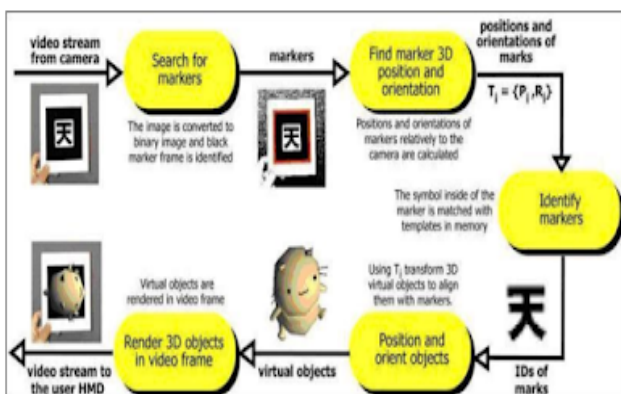 video stream
from camera
Search for
markers
markers
Find marker 3D
position and
orientation
positions and
orientations of
marks
T_i = {P_i ,R_i}
天
The image is converted to
binary image and black
marker frame is identified
天
Positions and orientations of
markers relatively to the
camera are calculated
The symbol inside of the
marker is matched with
templates in memory
Identify
markers
天
IDs of
marks
Using T_i transform 3D
virtual objects to align
them with markers.
Position and
orient objects
virtual objects
Virtual objects are
rendered in video frame
Render 3D objects
in video frame
video stream to
the user HMD